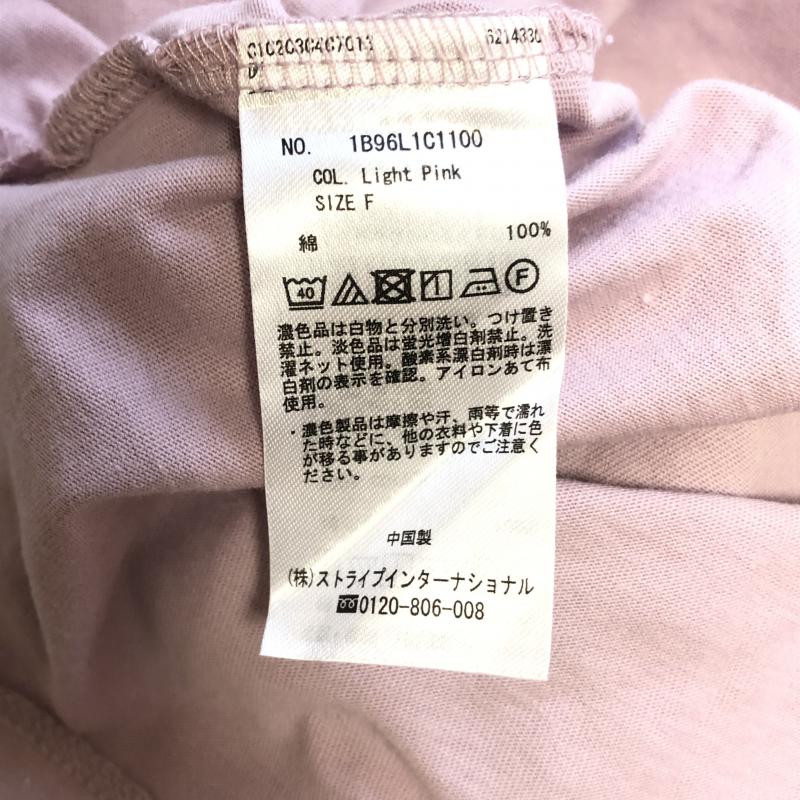 C1C2C3C4C7C13
6214330
NO. 1B96L1C1100
COL. Light Pink
SIZE F
綿 100%
40 F
濃色品は白物と分別洗い。つけ置き
禁止。淡色品は蛍光増白剤禁止。洗
濯ネット使用。酸素系漂白剤時は漂
白剤の表示を確認。アイロンあて布
使用。
・濃色製品は摩擦や汗、雨等で濡れ
た時などに、他の衣料や下着に色
が移る事がありますのでご注意く
ださい。
中国製
(株)ストライプインターナショナル
0120-806-008